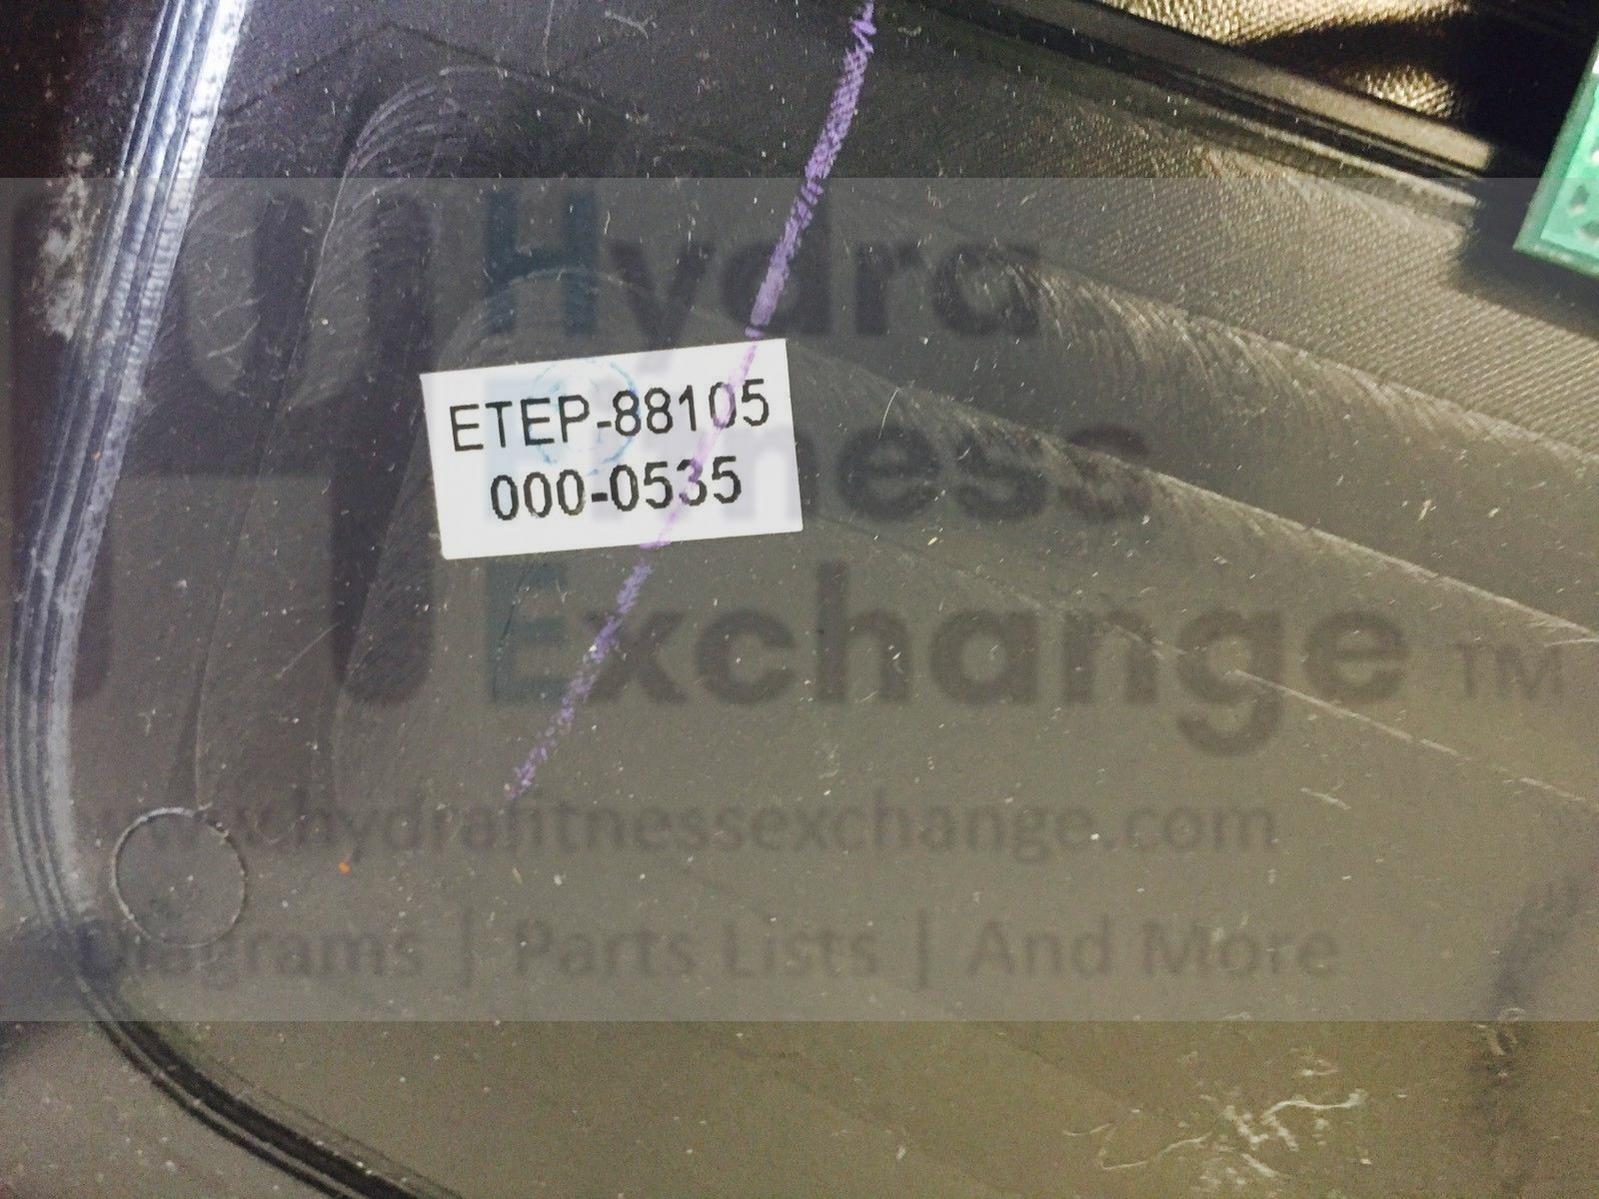 ETEP-88105
000-0535
Hydra
Fitness
Exchange TM
www.hydrafitnessexchange.com
Diagrams | Parts Lists | And More